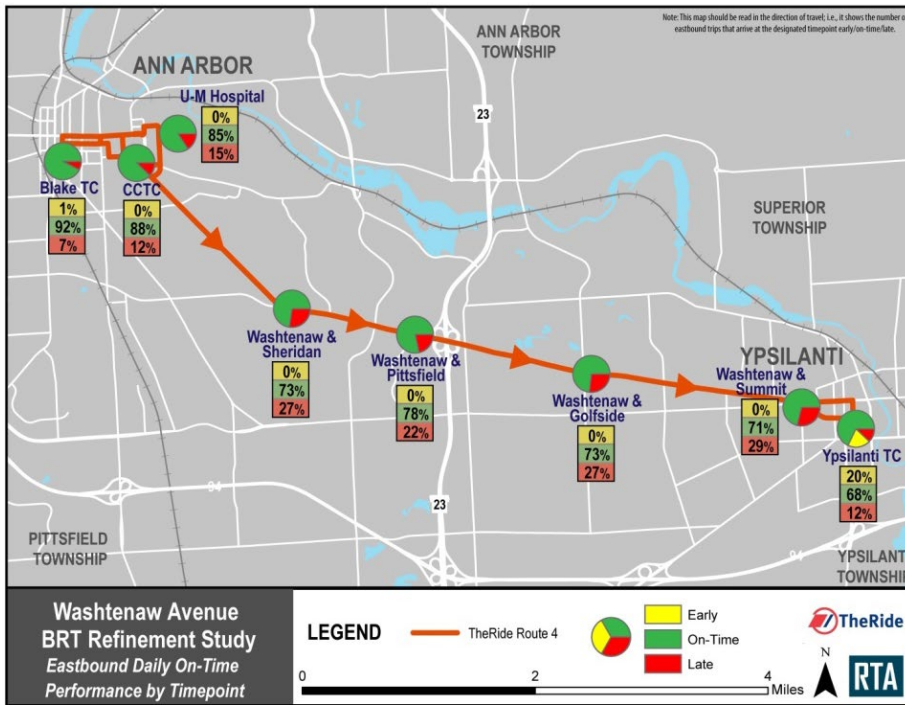 Note: This map should be read in the direction of travel; i.e., it shows the number of
eastbound trips that arrive at the designated timepoint early/on-time/late.
ANN ARBOR
TOWNSHIP
ANN ARBOR
U-M Hospital
0%
85%
15%
23
Blake TC
1%
92%
7%
CCTC
0%
88%
12%
SUPERIOR
TOWNSHIP
Washtenaw &
Sheridan
0%
73%
27%
Washtenaw &
Pittsfield
0%
78%
22%
Washtenaw &
Golfside
0%
73%
27%
YPSILANTI
Washtenaw &
Summit
0%
71%
29%
Ypsilanti TC
20%
68%
12%
94
23
94
PITTSFIELD
TOWNSHIP
YPSILANTI
TOWNSHIP
Washtenaw Avenue
BRT Refinement Study
Eastbound Daily On-Time
Performance by Timepoint
LEGEND
TheRide Route 4
Early
On-Time
Late
0 2 4
Miles
TheRide
N
RTA